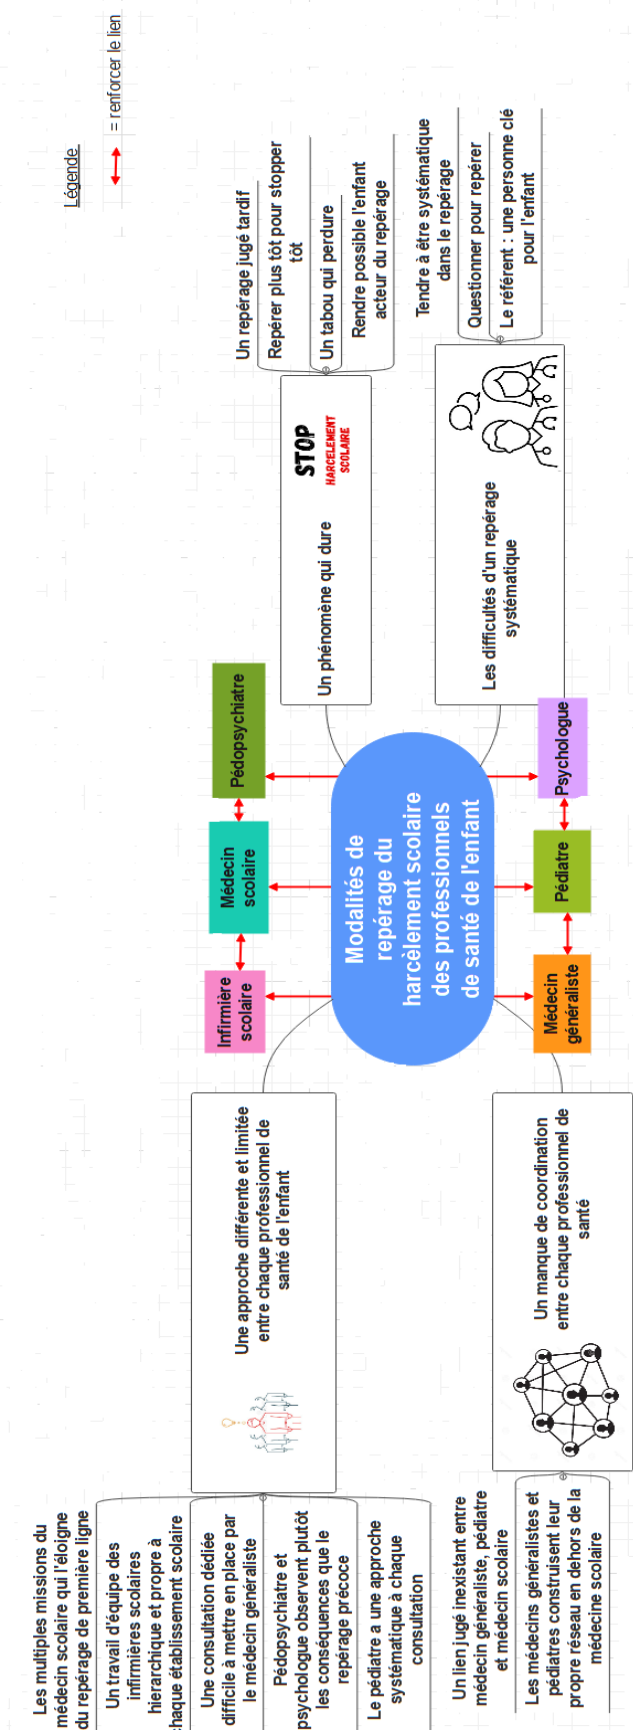 Légende
= renforcer le lien
Les multiples missions du
médecin scolaire qui l'éloigne
du repérage de première ligne
Un travail d'équipe des
infirmières scolaires
hierarchique et propre à
chaque établissement scolaire
Une consultation dédiée
difficile à mettre en place par
le médecin généraliste
Pédopsychiatre et
psychologue observent plutôt
les conséquences que le
repérage précoce
Le pédiatre a une approche
systématique à chaque
consultation
Une approche différente et limitée
entre chaque professionnel de
santé de l'enfant
Un lien jugé inexistant entre
médecin généraliste, pédiatre
et médecin scolaire
Les médecins généralistes et
pédiatres construisent leur
propre réseau en dehors de la
médecine scolaire
Un manque de coordination
entre chaque professionnel de
santé
Infirmière
scolaire
Médecin
scolaire
Pédopsychiatre
Modalités de
repérage du
harcèlement scolaire
des professionnels
de santé de l'enfant
Médecin
généraliste
Pédiatre
Psychologue
Un phénomène qui dure
STOP
HARCELEMENT
SCOLAIRE
Un repérage jugé tardif
Repérer plus tôt pour stopper
tôt
Un tabou qui perdure
Rendre possible l'enfant
acteur du repérage
Les difficultés d'un repérage
systématique
Tendre à être systématique
dans le repérage
Questionner pour repérer
Le référent : une personne clé
pour l'enfant